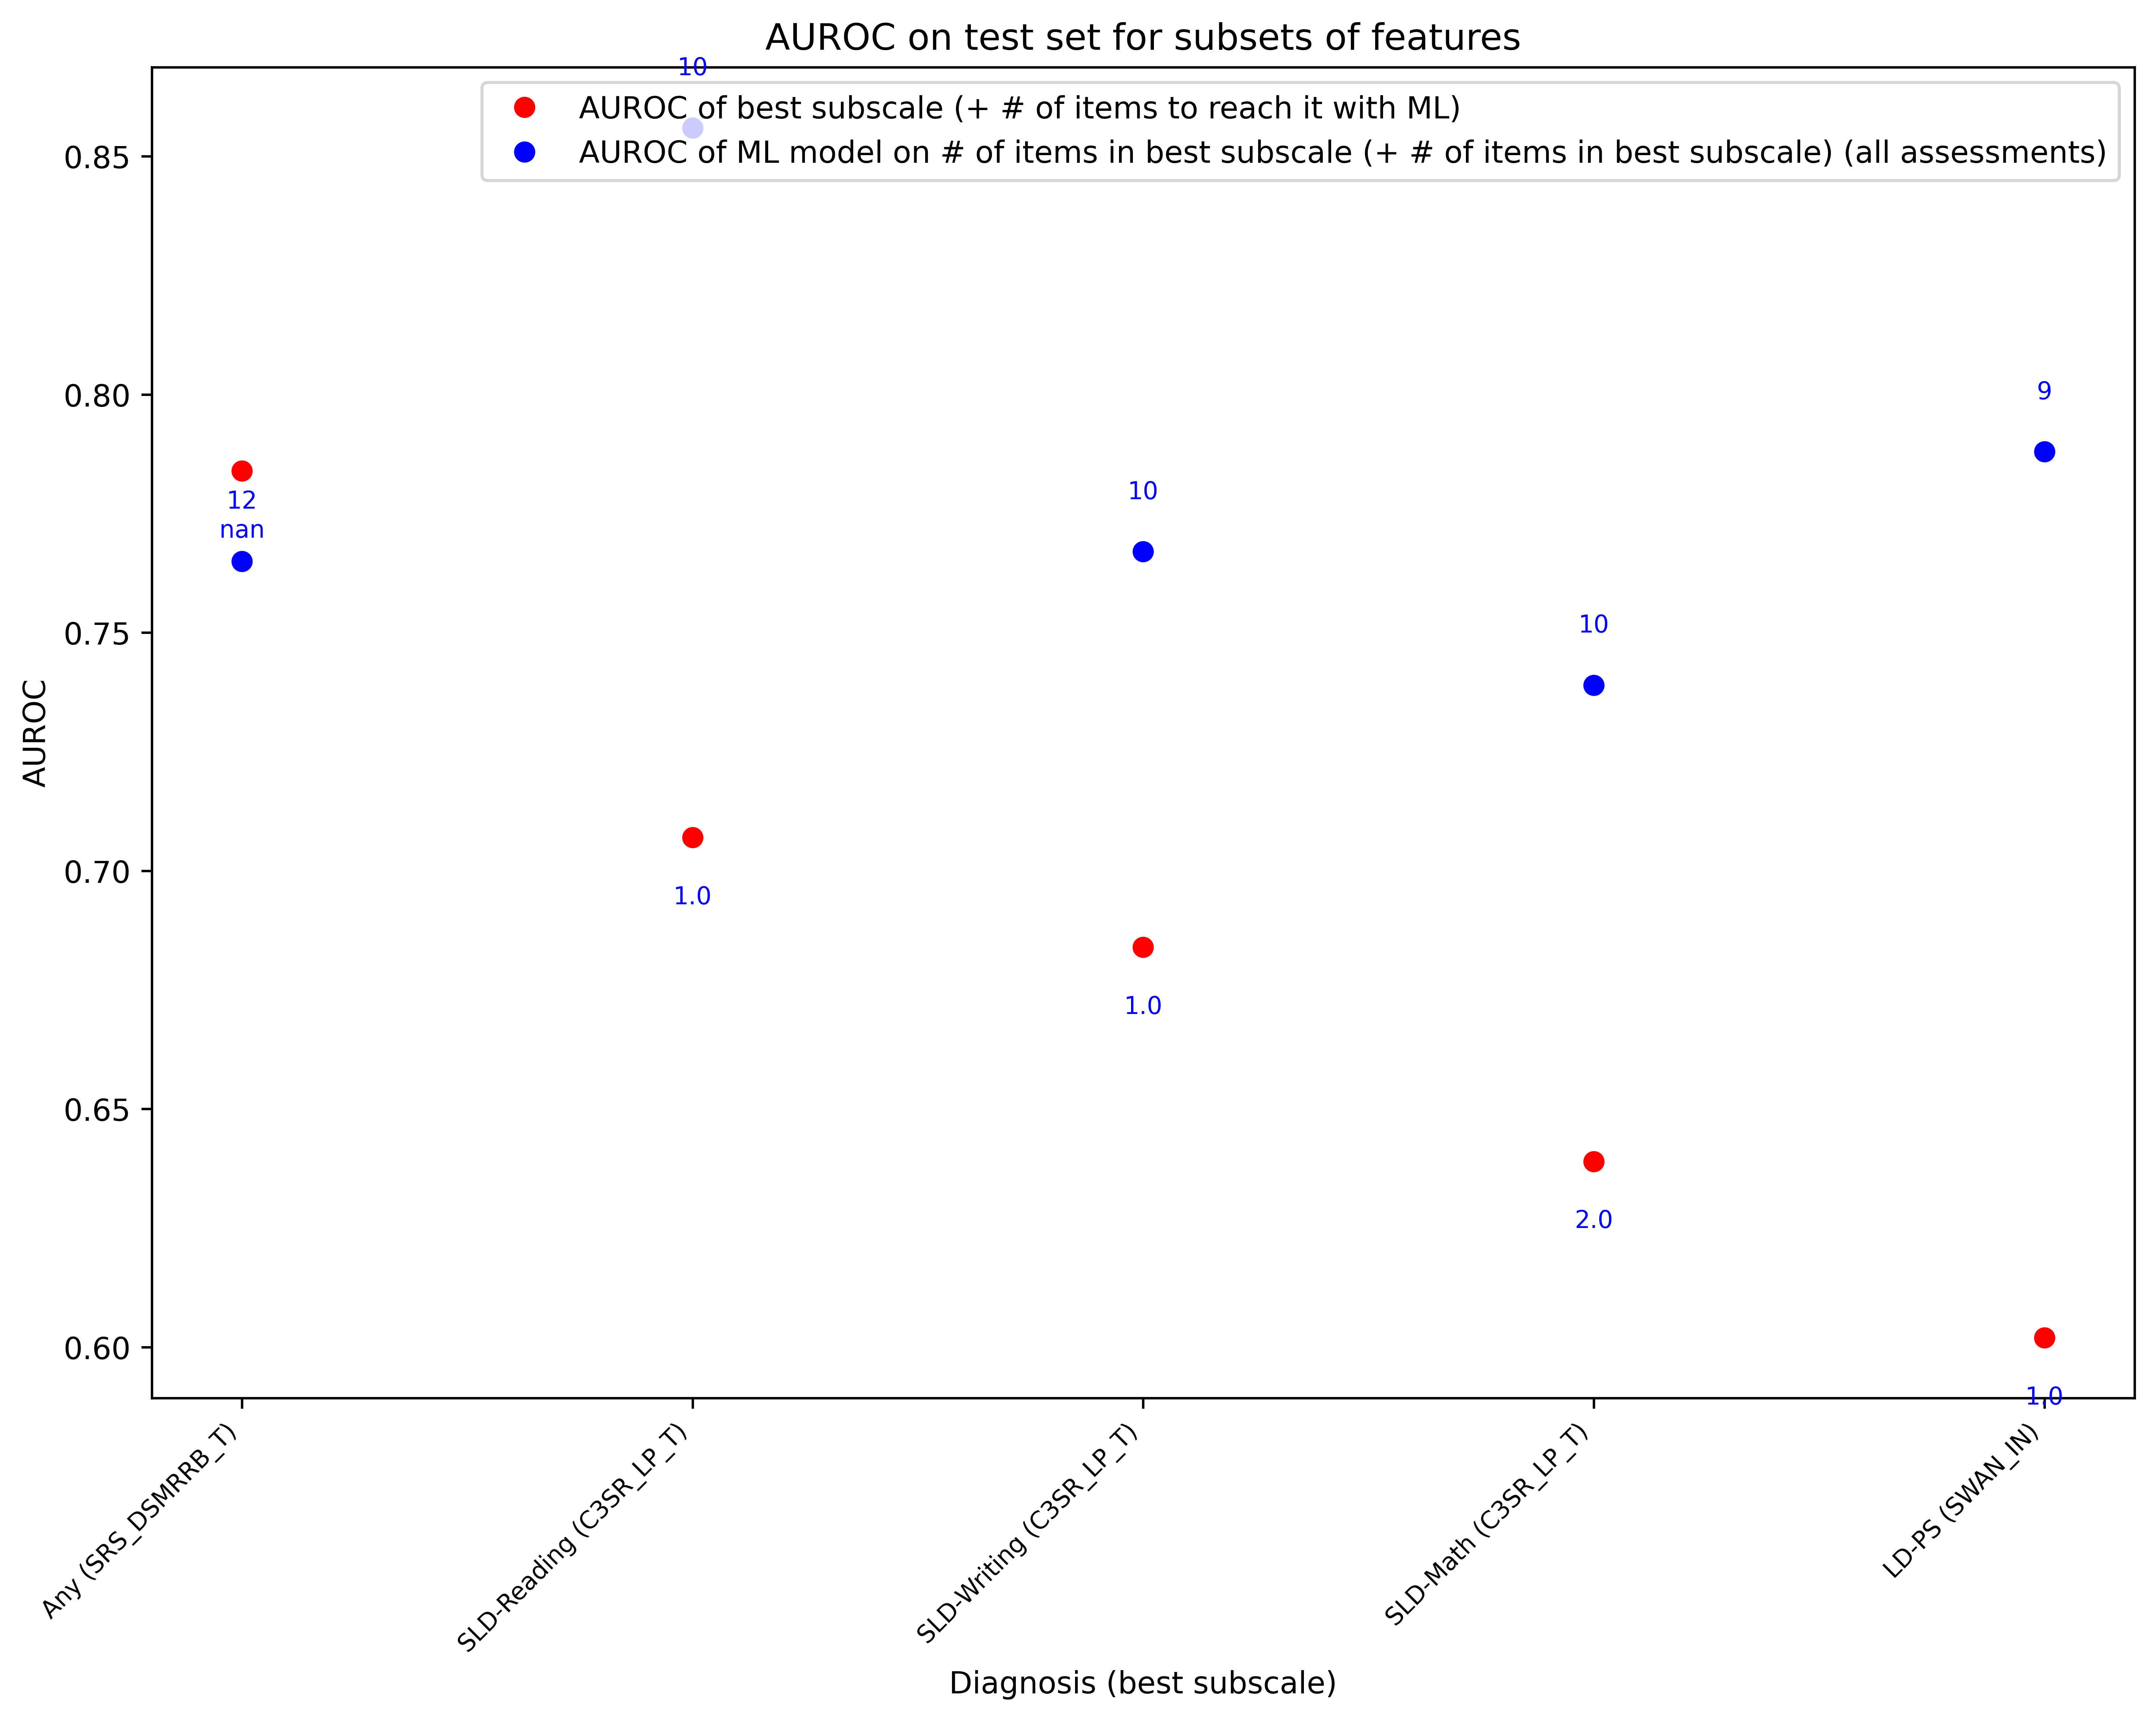 AUROC on test set for subsets of features
10
AUROC of best subscale (+ # of items to reach it with ML)
AUROC of ML model on # of items in best subscale (+ # of items in best subscale) (all assessments)
0.85
0.80
9
12
10
nan
0.75
10
AUROC
0.70
1.0
1.0
0.65
2.0
0.60
1.0
Any (SRS_DSMRRB_T)
SLD-Reading (C3SR_LP_T)
SLD-Writing (C3SR_LP_T)
SLD-Math (C3SR_LP_T)
LD-PS (SWAN_IN)
Diagnosis (best subscale)